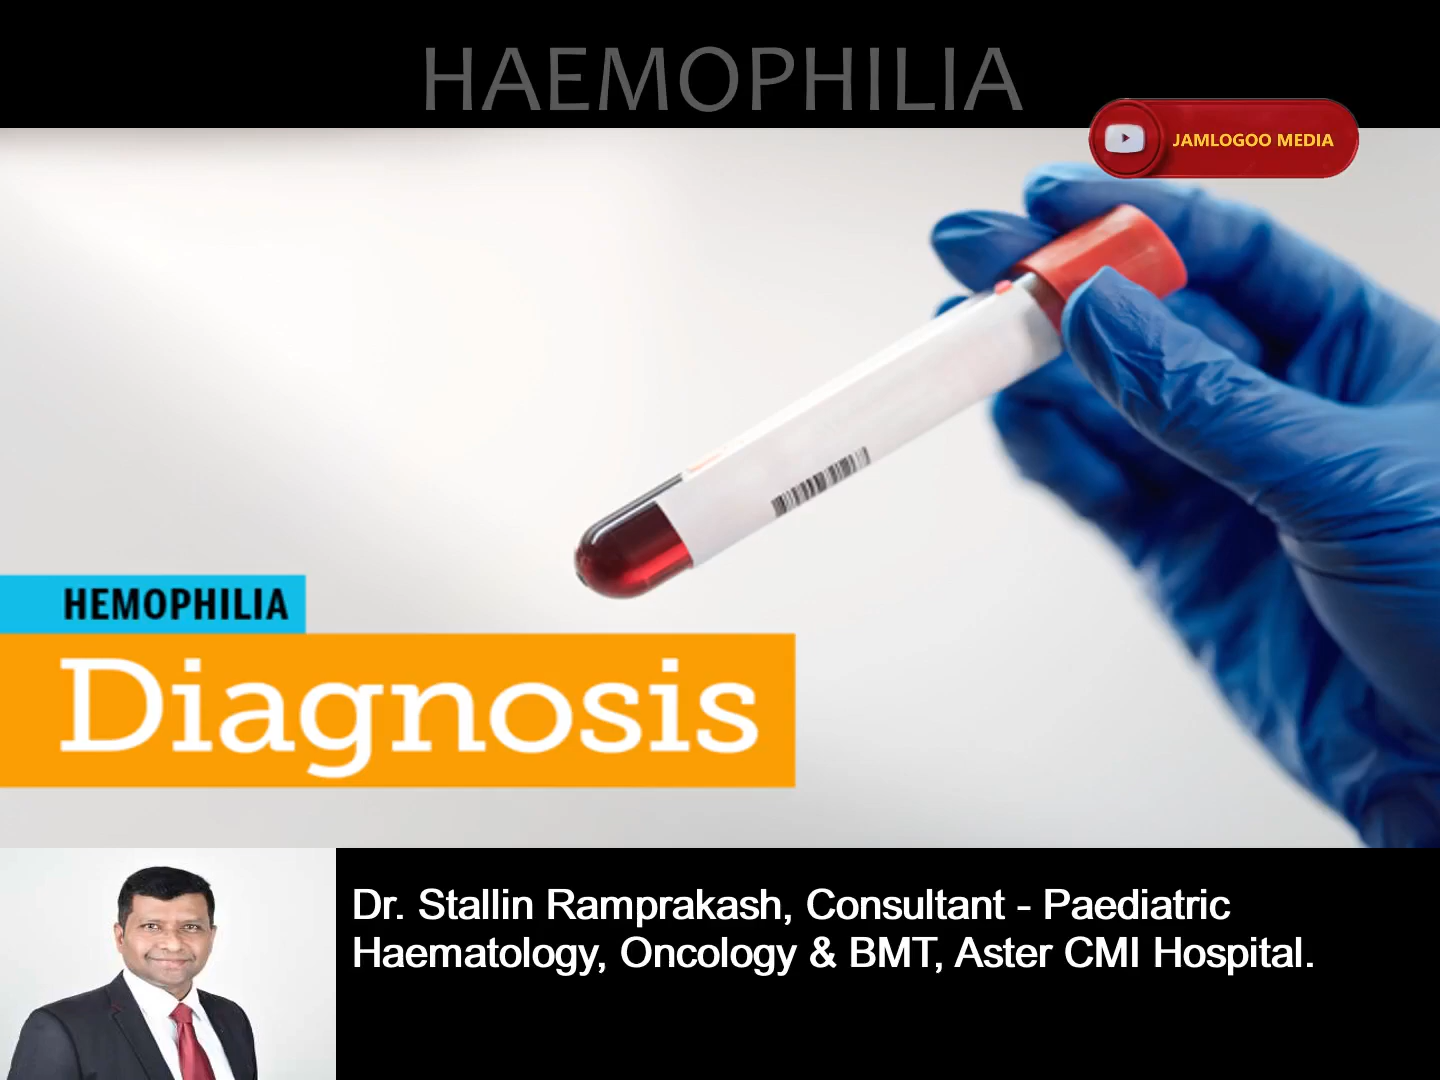 HAEMOPHILIA
JAMLOGOO MEDIA
HEMOPHILIA
Diagnosis
Dr. Stallin Ramprakash, Consultant - Paediatric
Haematology, Oncology & BMT, Aster CMI Hospital.